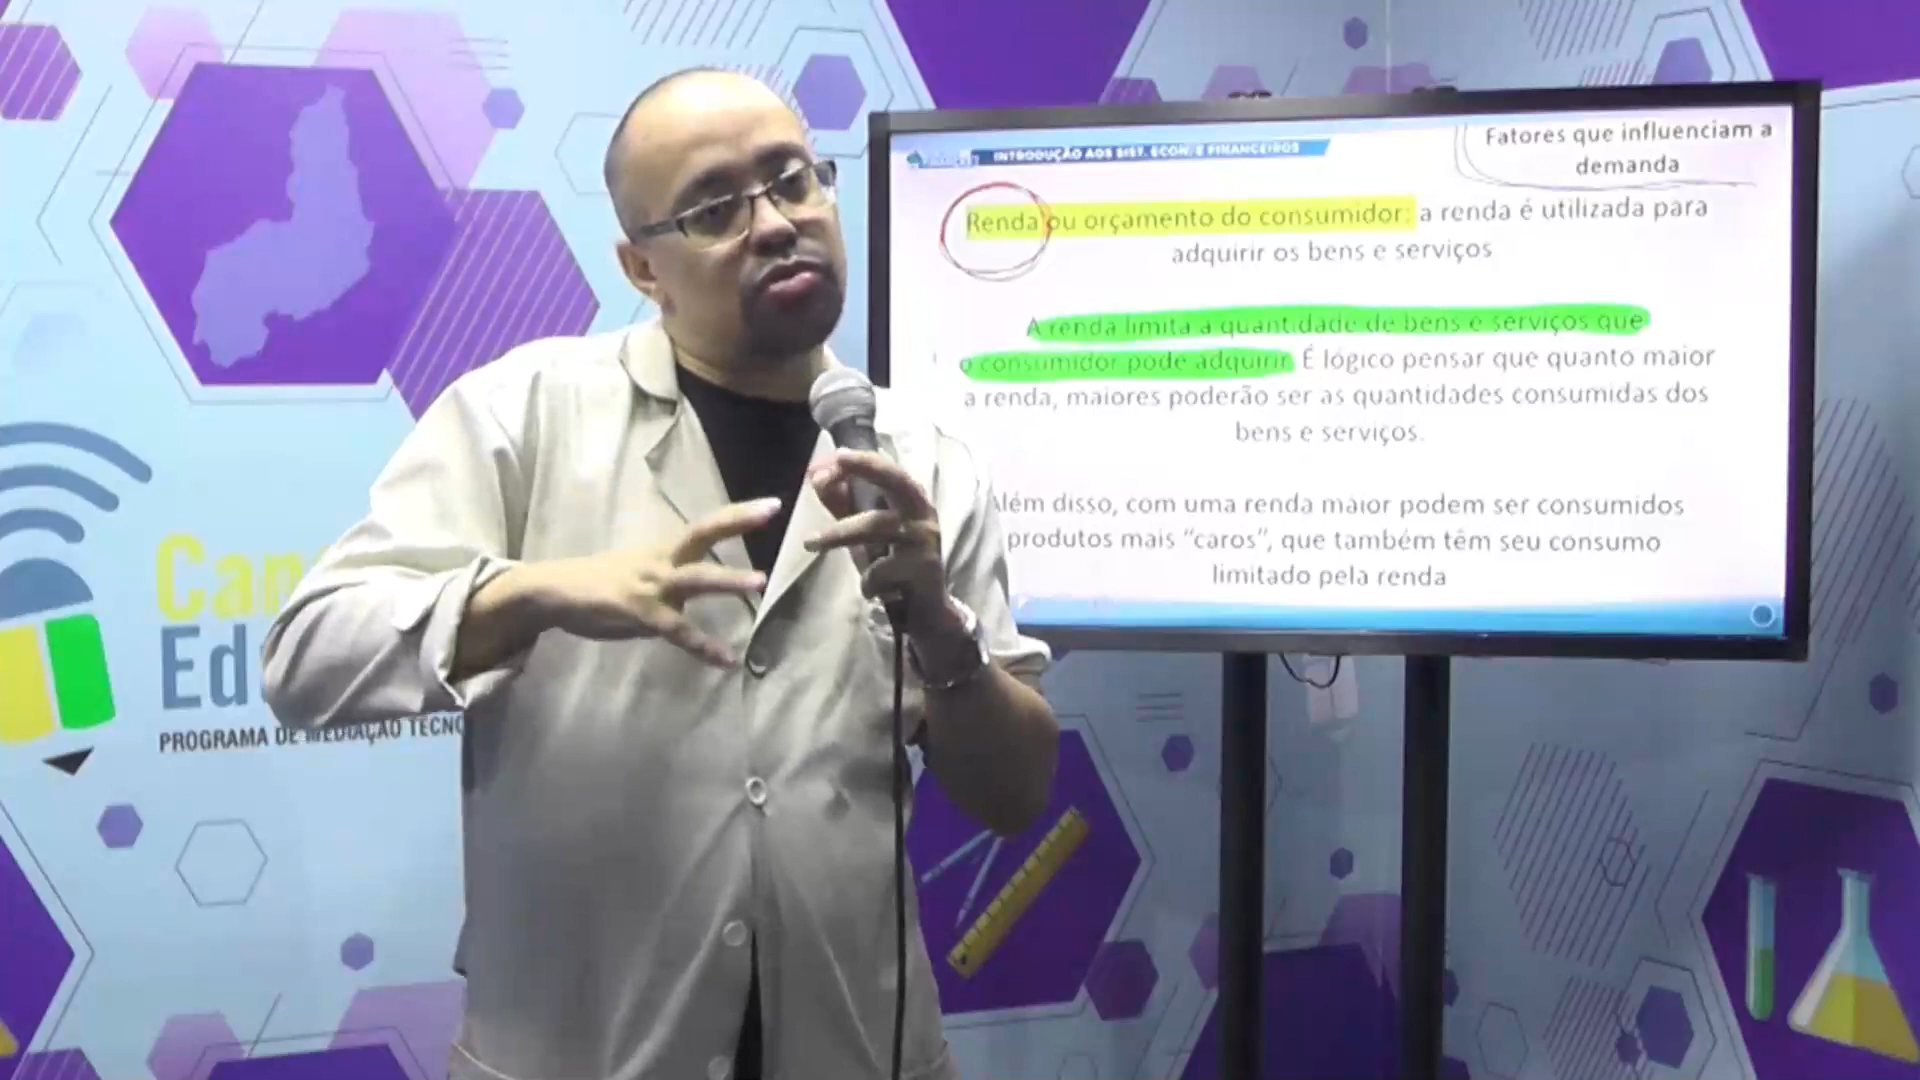 INTRODUÇÃO AOS SIST. ECON. E FINANCEIROS
Fatores que influenciam a
demanda
Renda ou orçamento do consumidor: a renda é utilizada para
adquirir os bens e serviços
A renda limita a quantidade de bens e serviços que
o consumidor pode adquirir. É lógico pensar que quanto maior
a renda, maiores poderão ser as quantidades consumidas dos
bens e serviços.
Além disso, com uma renda maior podem ser consumidos
produtos mais “caros”, que também têm seu consumo
limitado pela renda
Can
Ed
PROGRAMA DE MEDIAÇÃO TECNO